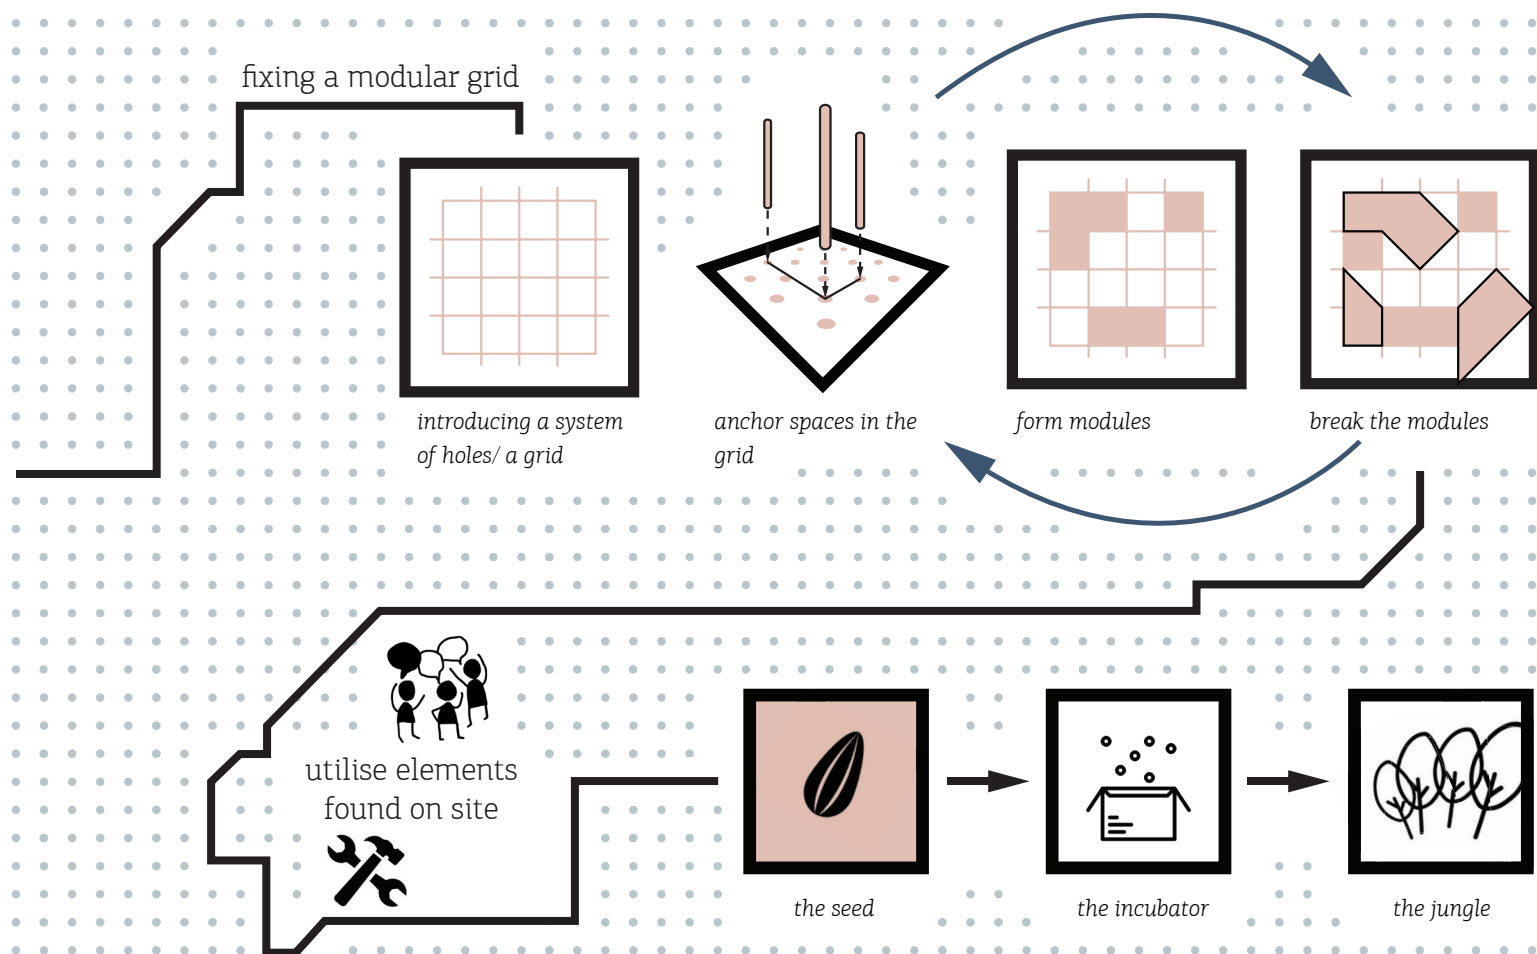 fixing a modular grid
introducing a system
of holes/ a grid
anchor spaces in the
grid
form modules
break the modules
utilise elements
found on site
the seed
the incubator
the jungle